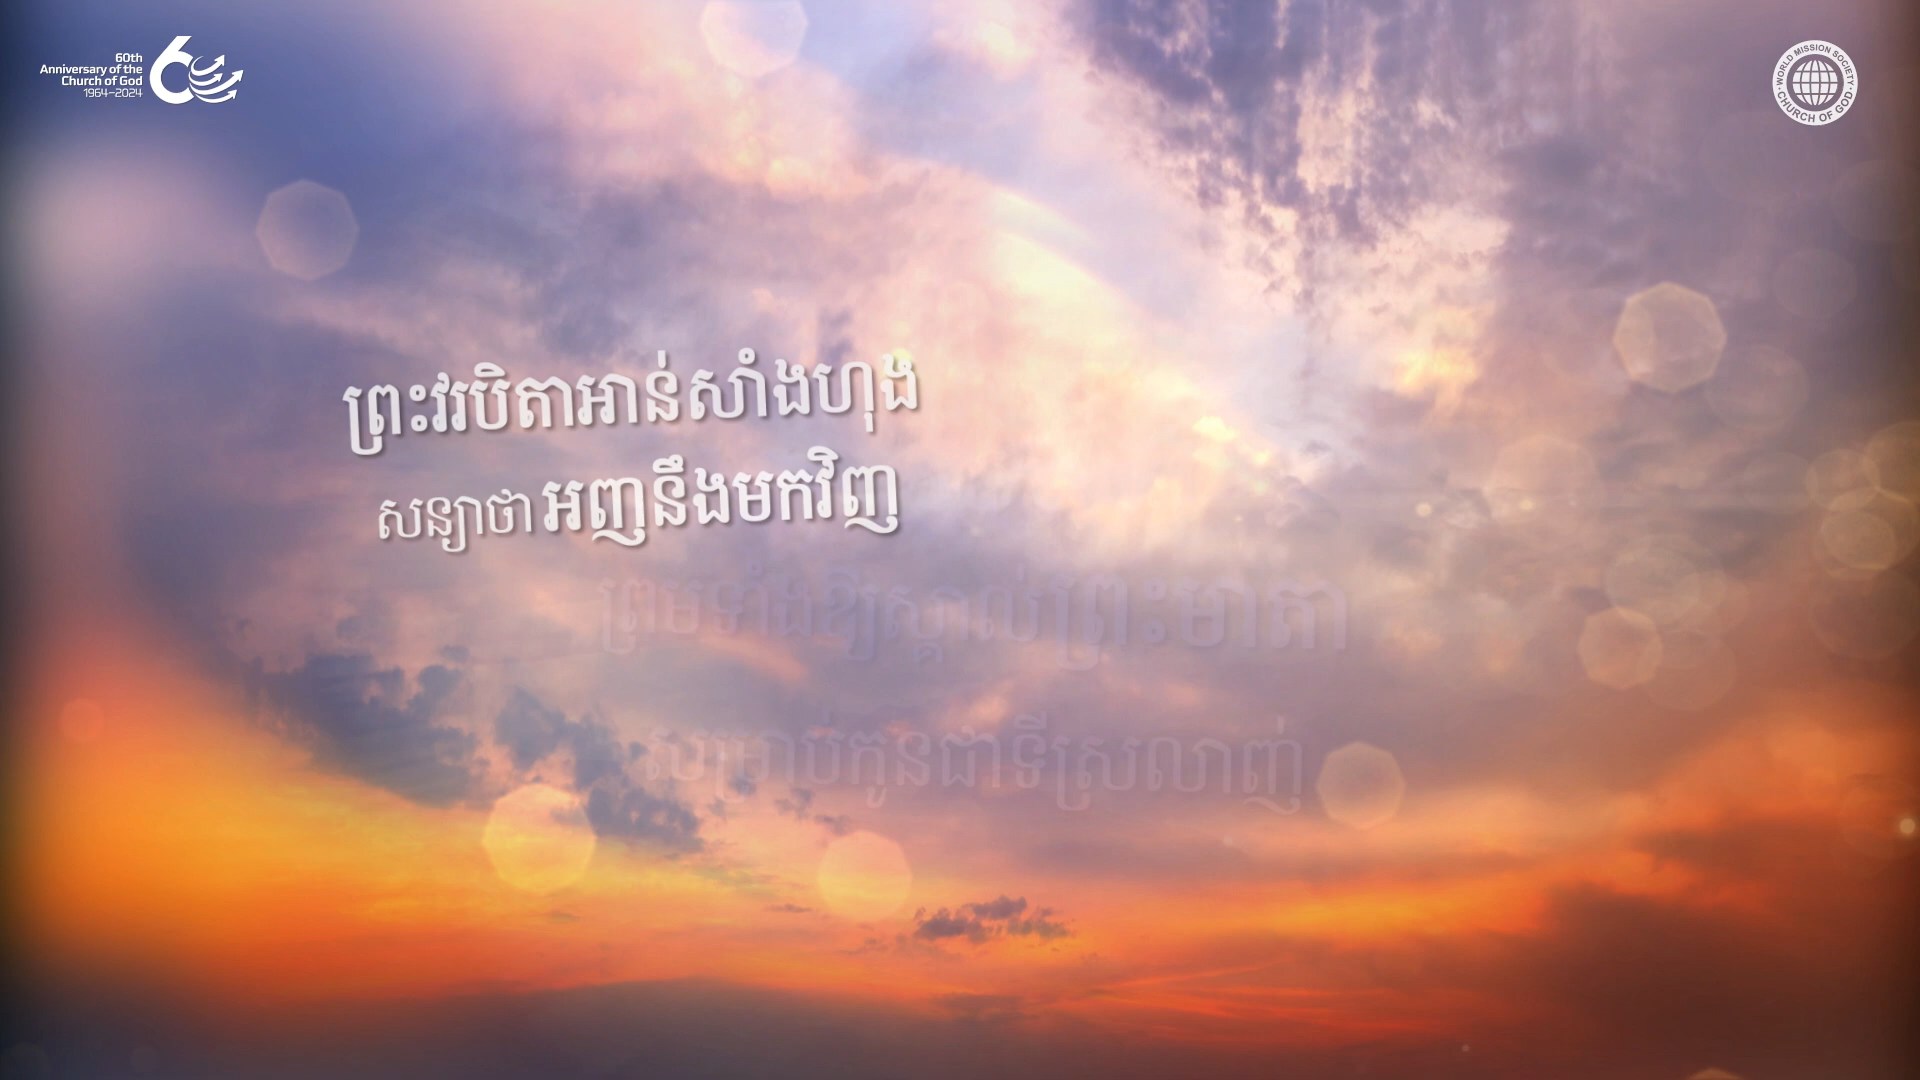 60th
Anniversary of the
Church of God
1964–2024
60
WORLD MISSION SOCIETY
CHURCH OF GOD
ព្រះវរបិតាអាន់សាំងហុង
សន្យាថា អញនឹងមកវិញ
ព្រមទាំងឱ្យស្គាល់ព្រះមាតា
សម្រាប់កូនជាទីស្រលាញ់